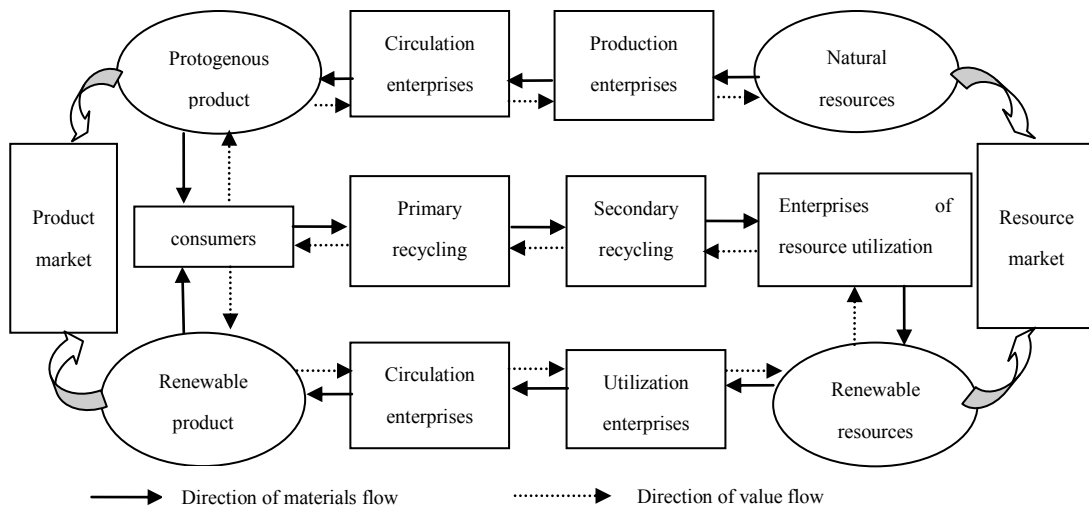 Protogenous
product
Circulation
enterprises
Production
enterprises
Natural
resources
Product
market
consumers
Primary
recycling
Secondary
recycling
Enterprises of
resource utilization
Resource
market
Renewable
product
Circulation
enterprises
Utilization
enterprises
Renewable
resources
Direction of materials flow
Direction of value flow